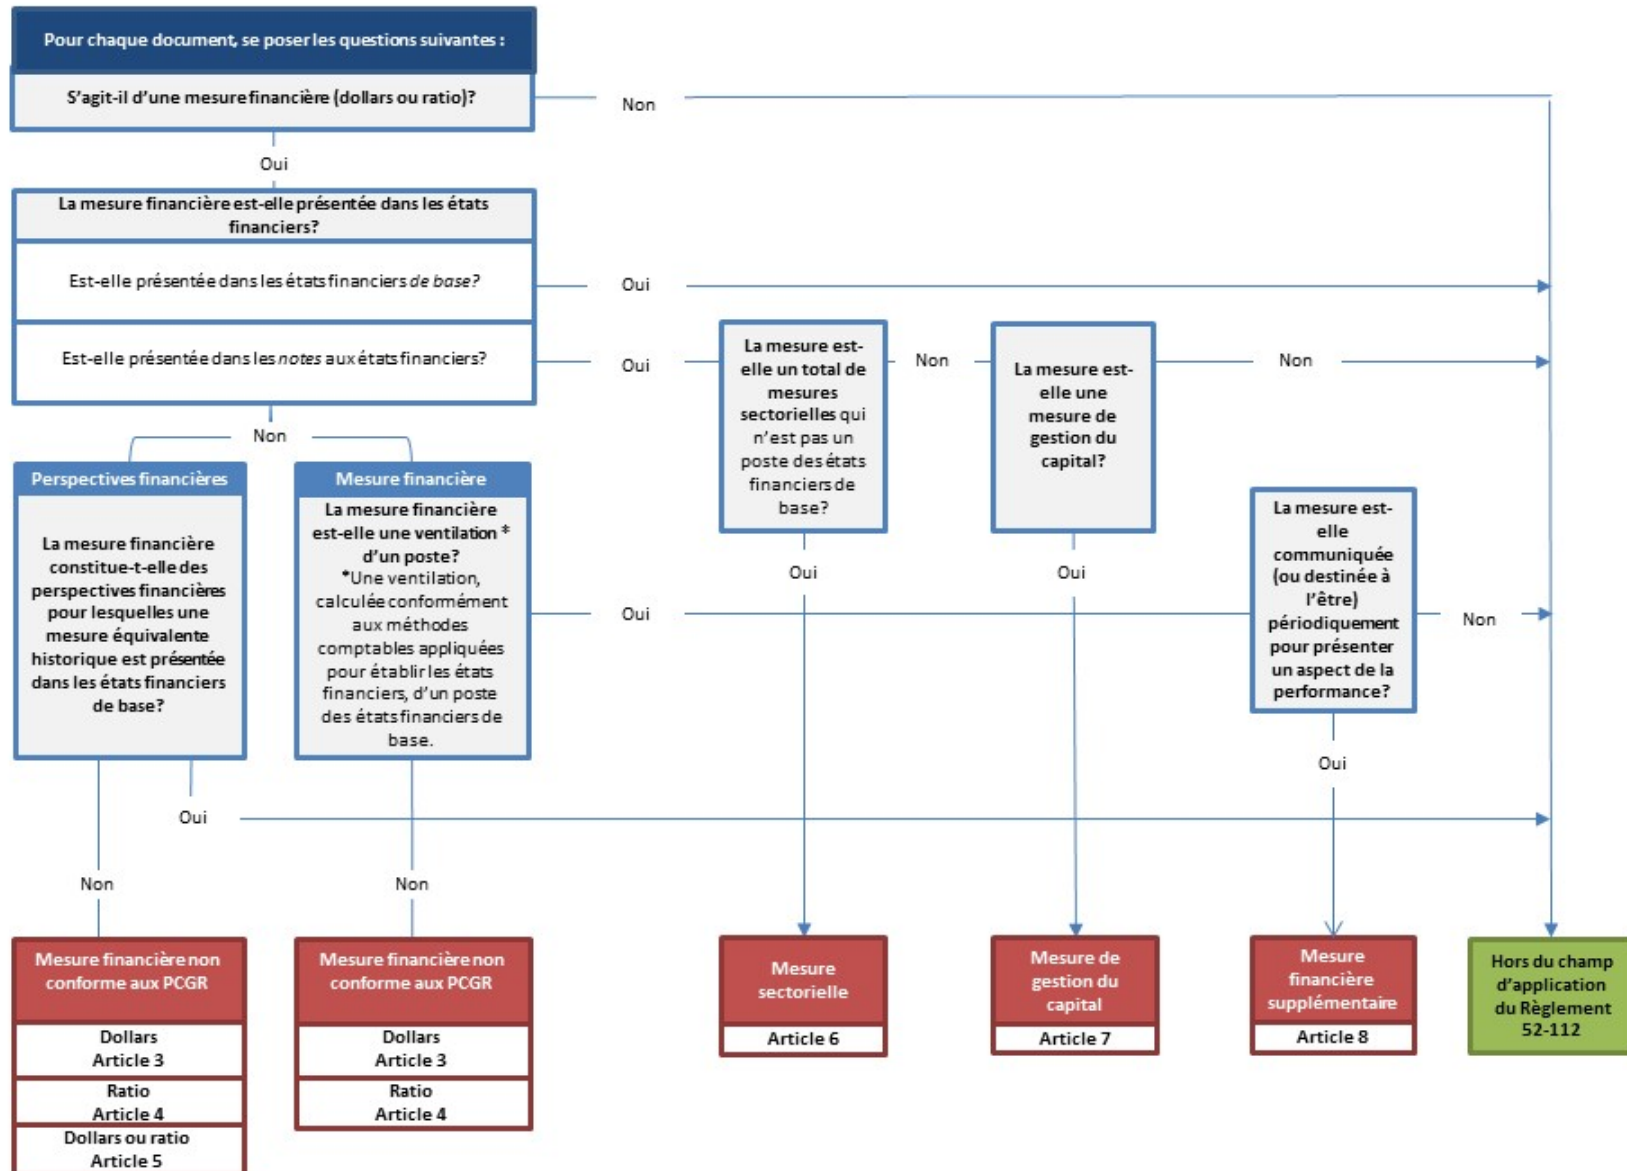 Pour chaque document, se poser les questions suivantes :
S'agit-il d'une mesure financière (dollars ou ratio)?
Non
Oui
La mesure financière est-elle présentée dans les états
financiers?
Est-elle présentée dans les états financiers de base?
Oui
Est-elle présentée dans les notes aux états financiers?
Oui
La mesure est-
elle un total de
mesures
sectorielles qui
n'est pas un
poste des états
financiers de
base?
Non
La mesure est-
elle une
mesure de
gestion du
capital?
Non
Non
Perspectives financières
La mesure financière
constitue-t-elle des
perspectives financières
pour lesquelles une
mesure équivalente
historique est présentée
dans les états financiers
de base?
Mesure financière
La mesure financière
est-elle une ventilation *
d'un poste?
*Une ventilation,
calculée conformément
aux méthodes
comptables appliquées
pour établir les états
financiers, d'un poste
des états financiers de
base.
Oui
Oui
Oui
La mesure est-
elle
communiquée
(ou destinée à
l'être)
périodiquement
pour présenter
un aspect de la
performance?
Non
Oui
Oui
Non
Non
Mesure financière non
conforme aux PCGR
Dollars
Article 3
Ratio
Article 4
Dollars ou ratio
Article 5
Mesure financière non
conforme aux PCGR
Dollars
Article 3
Ratio
Article 4
Mesure
sectorielle
Article 6
Mesure de
gestion du
capital
Article 7
Mesure
financière
supplémentaire
Article 8
Hors du champ
d'application
du Règlement
52-112